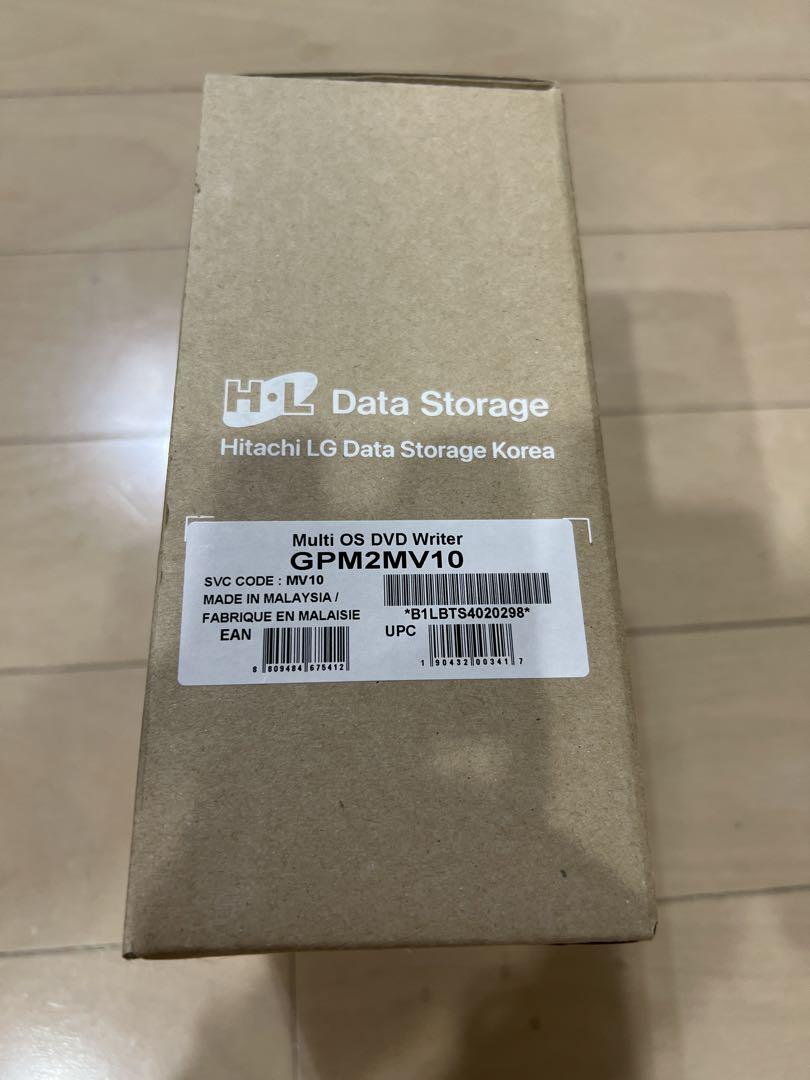 H·L Data Storage
Hitachi LG Data Storage Korea
Multi OS DVD Writer
GPM2MV10
SVC CODE : MV10
MADE IN MALAYSIA /
FABRIQUE EN MALAISIE
*B1LBTS4020298*
EAN
8 809484 675412
UPC
1 90432 00341 7